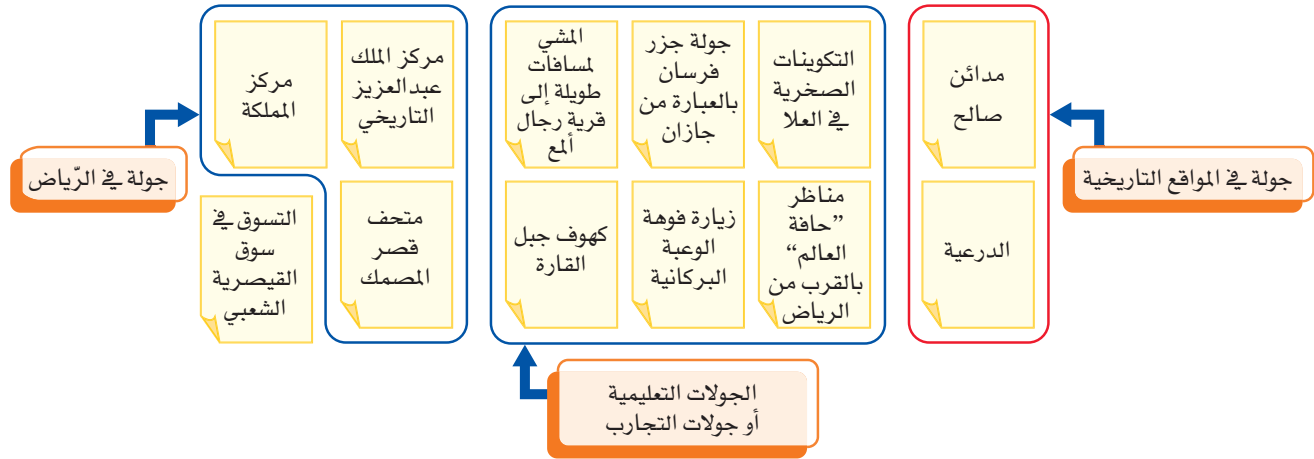 مدائن
صالح
الدرعية
جولة في المواقع التاريخية
التكوينات
الصخرية
في العلا
جولة جزر
فرسان
بالعبارة من
جازان
المشي
لمسافات
طويلة إلى
قرية رجال
ألمع
مناظر
”حافة
العالم“
بالقرب من
الرياض
زيارة فوهة
الوعبة
البركانية
كهوف جبل
القارة
الجولات التعليمية
أو جولات التجارب
مركز الملك
عبدالعزيز
التاريخي
مركز
المملكة
متحف
قصر
المصمك
التسوق في
سوق
القيصرية
الشعبي
جولة في الرّياض